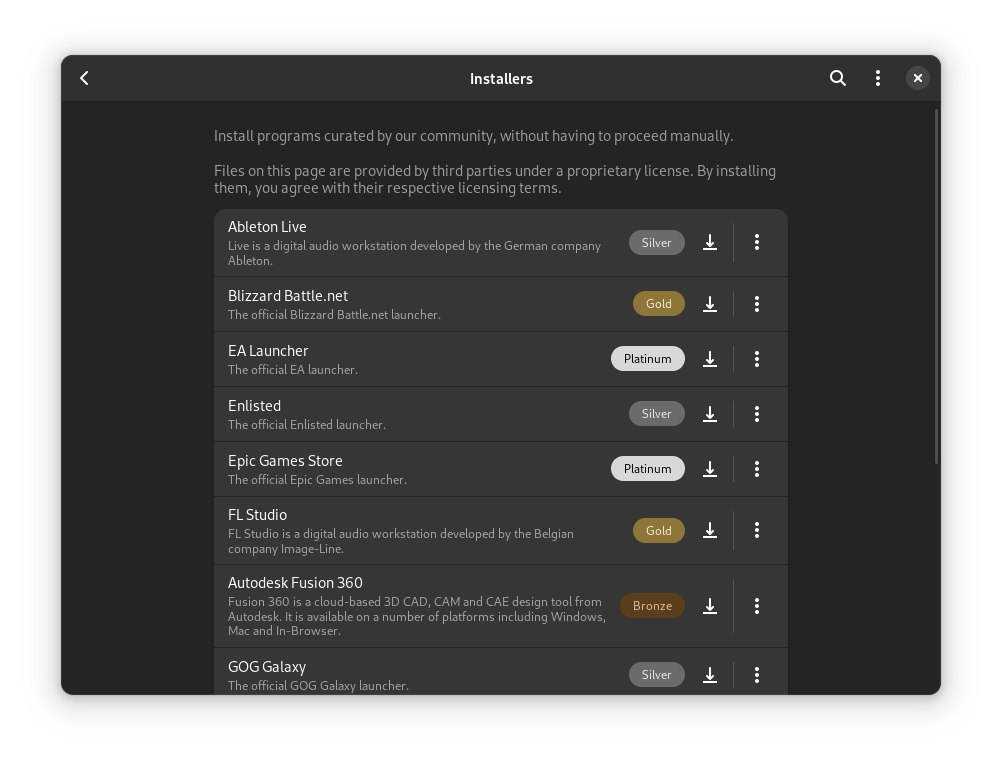 Installers
Install programs curated by our community, without having to proceed manually.
Files on this page are provided by third parties under a proprietary license. By installing
them, you agree with their respective licensing terms.
Ableton Live
Live is a digital audio workstation developed by the German company
Ableton.
Silver
Blizzard Battle.net
The official Blizzard Battle.net launcher.
Gold
EA Launcher
The official EA launcher.
Platinum
Enlisted
The official Enlisted launcher.
Silver
Epic Games Store
The official Epic Games launcher.
Platinum
FL Studio
FL Studio is a digital audio workstation developed by the Belgian
company Image-Line.
Gold
Autodesk Fusion 360
Fusion 360 is a cloud-based 3D CAD, CAM and CAE design tool from
Autodesk. It is available on a number of platforms including Windows,
Mac and In-Browser.
Bronze
GOG Galaxy
The official GOG Galaxy launcher.
Silver